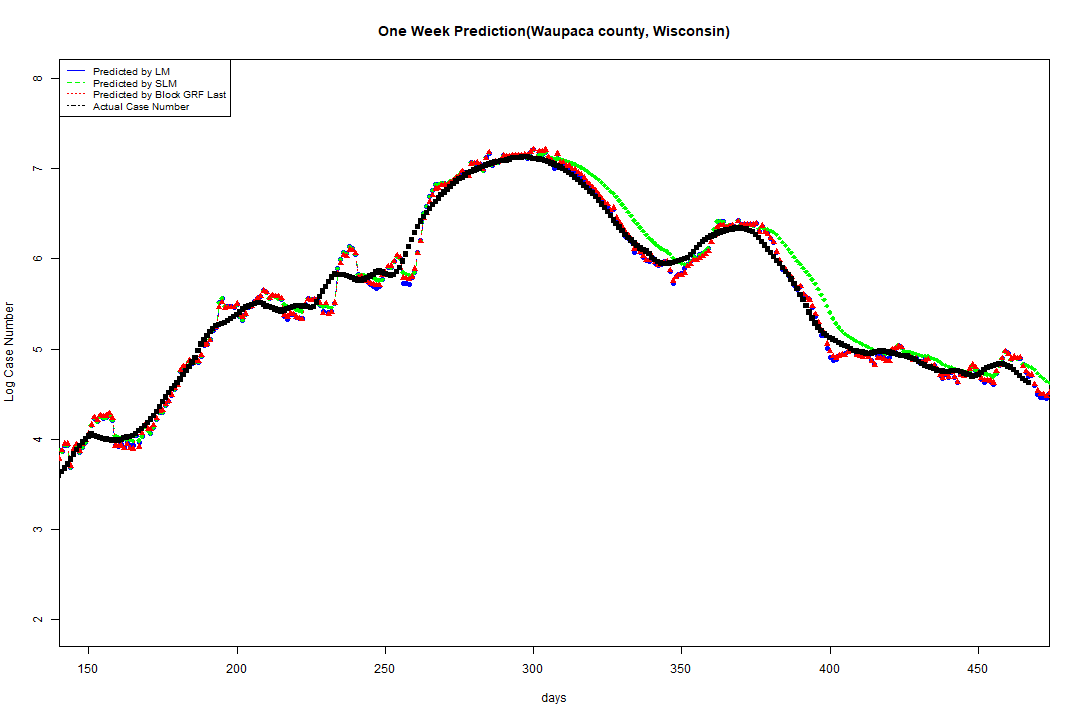 One Week Prediction(Waupaca county, Wisconsin)
Predicted by LM
Predicted by SLM
Predicted by Block GRF Last
Actual Case Number
8
7
6
5
4
3
2
Log Case Number
150 200 250 300 350 400 450
days